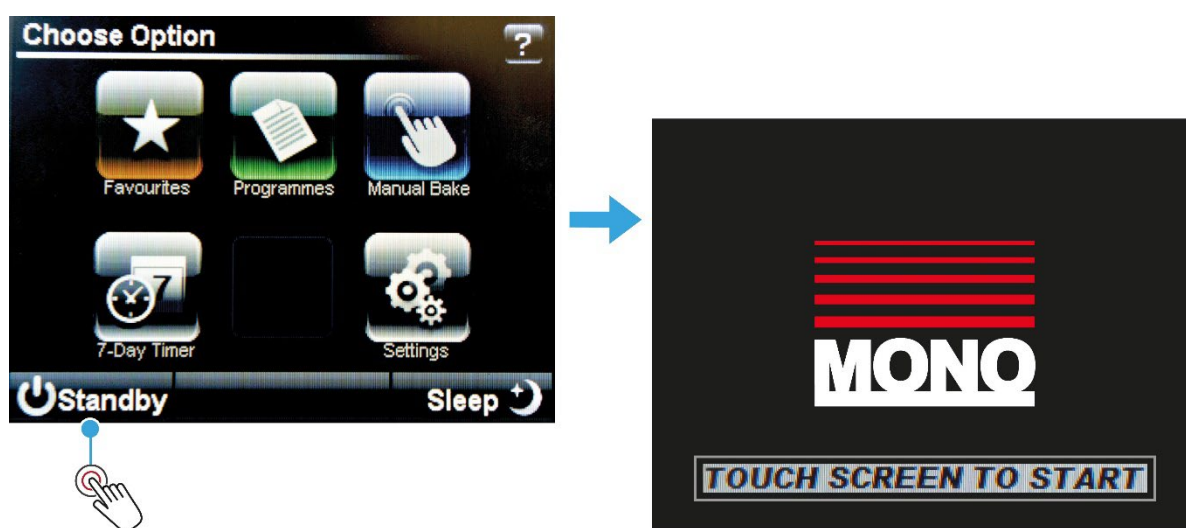 Choose Option
?
Favourites
Programmes
Manual Bake
7
7-Day Timer
Settings
Standby
Sleep
MONO
TOUCH SCREEN TO START